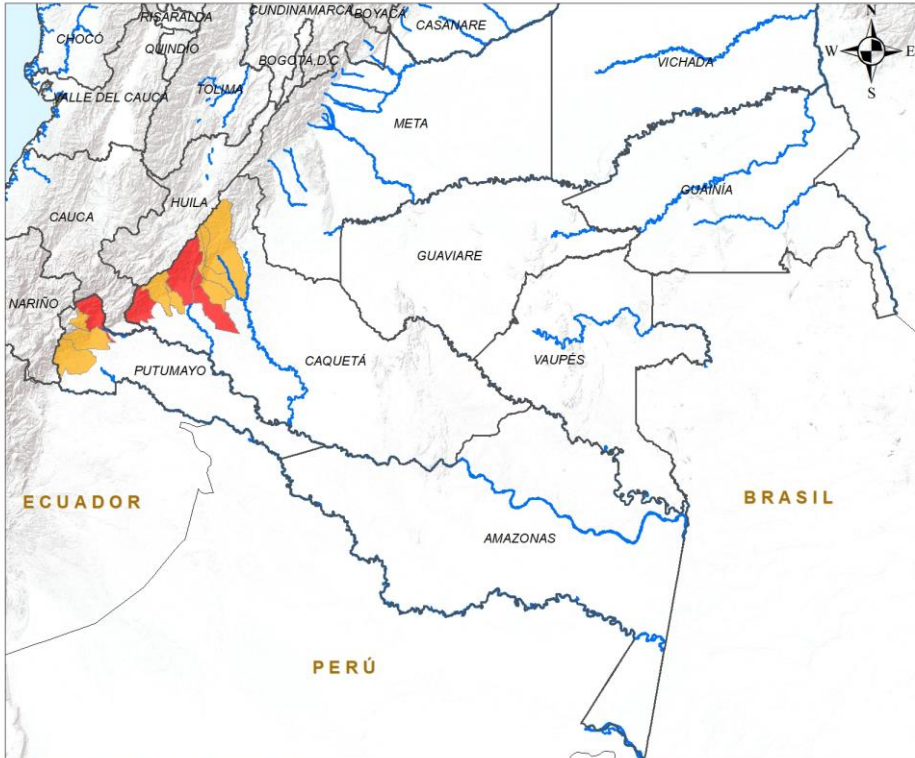 CUNDINAMARCA
BOYACÁ
RISARALDA
CASANARE
N
CHOCÓ
QUINDÍO
BOGOTÁ D.C
VICHADA
W
E
S
VALLE DEL CAUCA
TOLIMA
META
GUAINÍA
HUILA
CAUCA
GUAVIARE
NARIÑO
CAQUETÁ
VAUPÉS
PUTUMAYO
ECUADOR
BRASIL
AMAZONAS
PERÚ